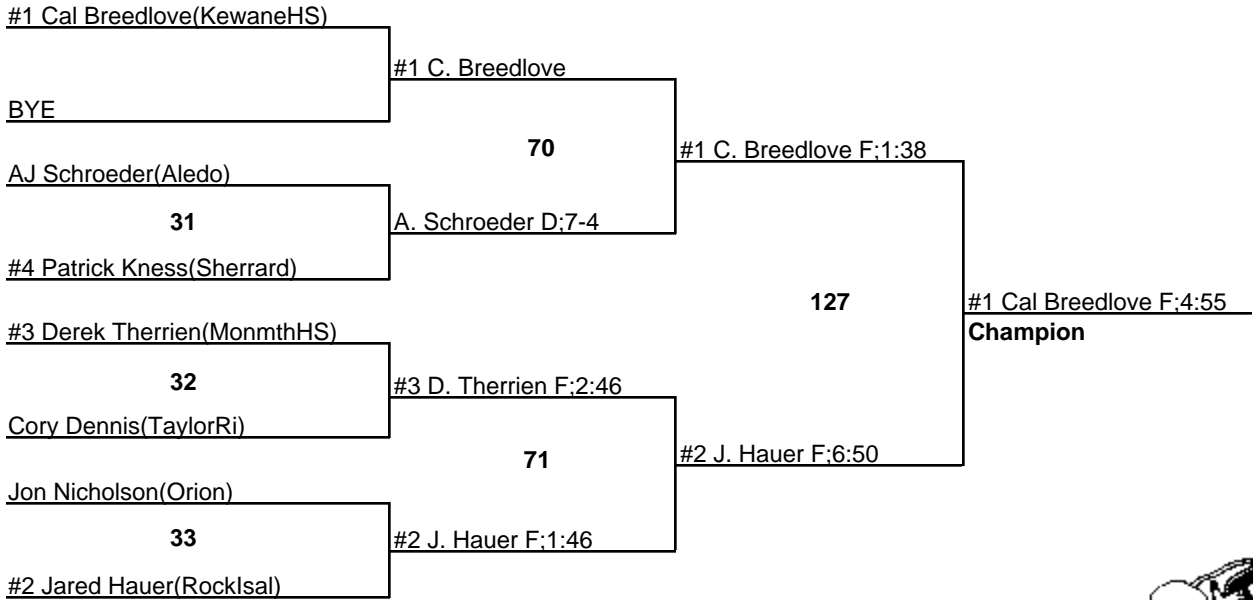 #1 Cal Breedlove(KewaneHS)
#1 C. Breedlove
BYE
70
#1 C. Breedlove F;1:38
AJ Schroeder(Aledo)
31
A. Schroeder D;7-4
#4 Patrick Kness(Sherrard)
127
#1 Cal Breedlove F;4:55
Champion
#3 Derek Therrien(MonmthHS)
32
#3 D. Therrien F;2:46
Cory Dennis(TaylorRi)
71
#2 J. Hauer F;6:50
Jon Nicholson(Orion)
33
#2 J. Hauer F;1:46
#2 Jared Hauer(RockIsal)